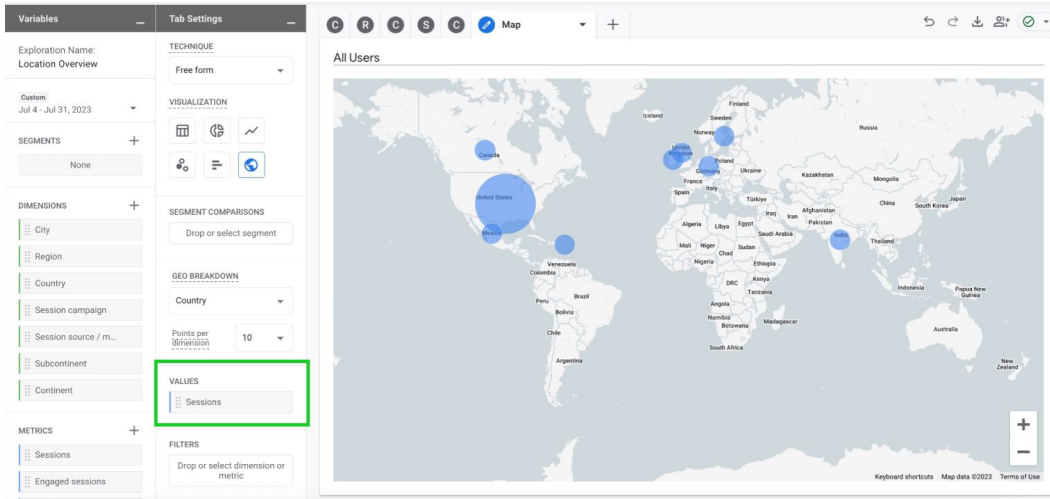 Variables
Exploration Name:
Location Overview
Custom
Jul 4 - Jul 31, 2023
SEGMENTS
None
DIMENSIONS
City
Region
Country
Session campaign
Session source / m...
Subcontinent
Continent
METRICS
Sessions
Engaged sessions
Tab Settings
TECHNIQUE
Free form
VISUALIZATION
SEGMENT COMPARISONS
Drop or select segment
GEO BREAKDOWN
Country
Points per
dimension
10
VALUES
Sessions
FILTERS
Drop or select dimension or
metric
C R C S C Map
All Users
Iceland
Finland
Sweden
Norway
Russia
Canada
United
Kingdom
Poland
Germany
Ukraine
Kazakhstan
Mongolia
France
Italy
Spain
Türkiye
United States
China
South Korea
Japan
Iraq
Iran
Afghanistan
Pakistan
Algeria
Libya
Egypt
Saudi Arabia
Mexico
India
Thailand
Mali
Niger
Chad
Sudan
Nigeria
Ethiopia
Venezuela
Colombia
DRC
Kenya
Tanzania
Indonesia
Papua New
Guinea
Peru
Brazil
Bolivia
Angola
Namibia
Botswana
Madagascar
Chile
South Africa
Australia
Argentina
New
Zealand
Keyboard shortcuts Map data ©2023 Terms of Use